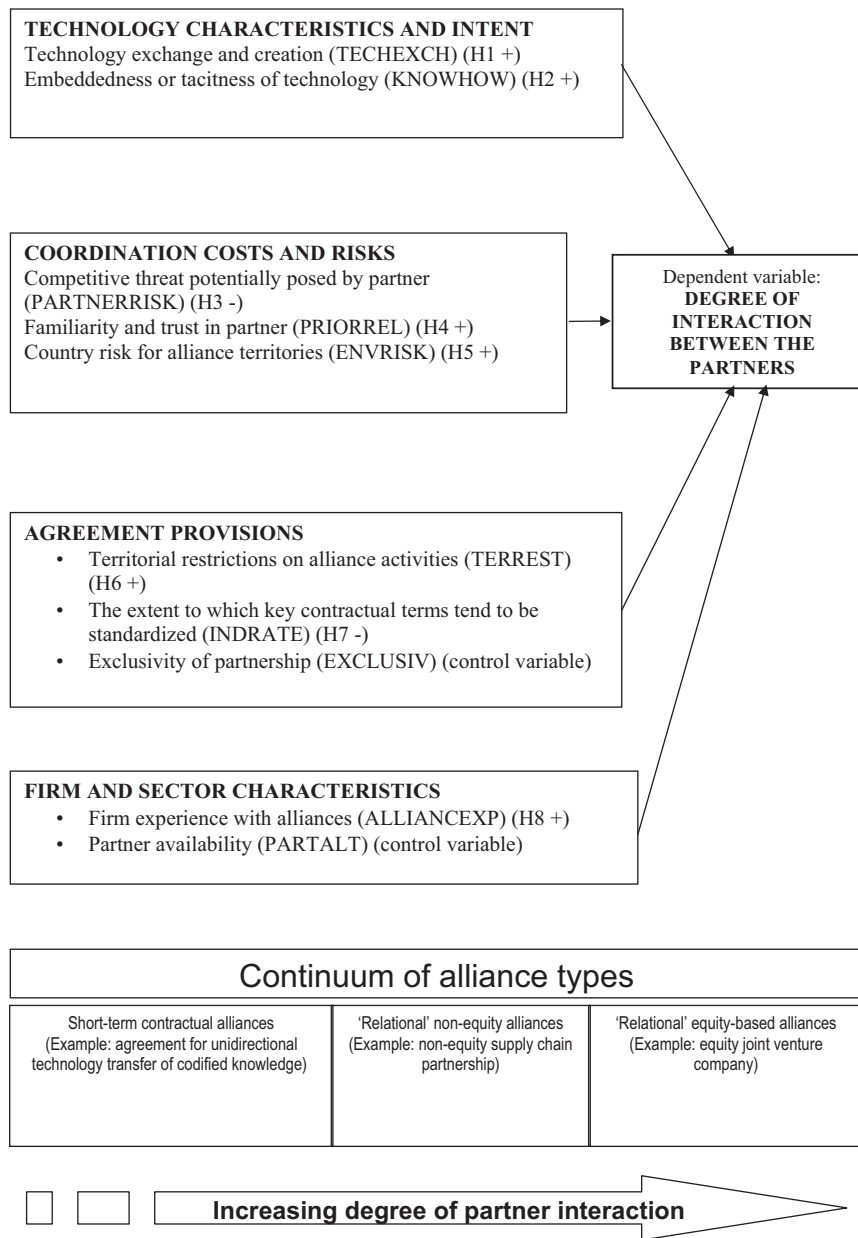 TECHNOLOGY CHARACTERISTICS AND INTENT
Technology exchange and creation (TECHEXCH) (H1 +)
Embeddedness or tacitness of technology (KNOWHOW) (H2 +)
COORDINATION COSTS AND RISKS
Competitive threat potentially posed by partner
(PARTNERRISK) (H3 -)
Familiarity and trust in partner (PRIORREL) (H4 +)
Country risk for alliance territories (ENVRISK) (H5 +)
Dependent variable:
DEGREE OF
INTERACTION
BETWEEN THE
PARTNERS
AGREEMENT PROVISIONS
• Territorial restrictions on alliance activities (TERREST)
(H6 +)
• The extent to which key contractual terms tend to be
standardized (INDRATE) (H7 -)
• Exclusivity of partnership (EXCLUSIV) (control variable)
FIRM AND SECTOR CHARACTERISTICS
• Firm experience with alliances (ALLIANCEXP) (H8 +)
• Partner availability (PARTALT) (control variable)
Continuum of alliance types
Short-term contractual alliances
(Example: agreement for unidirectional
technology transfer of codified knowledge)
‘Relational’ non-equity alliances
(Example: non-equity supply chain
partnership)
‘Relational’ equity-based alliances
(Example: equity joint venture
company)
Increasing degree of partner interaction